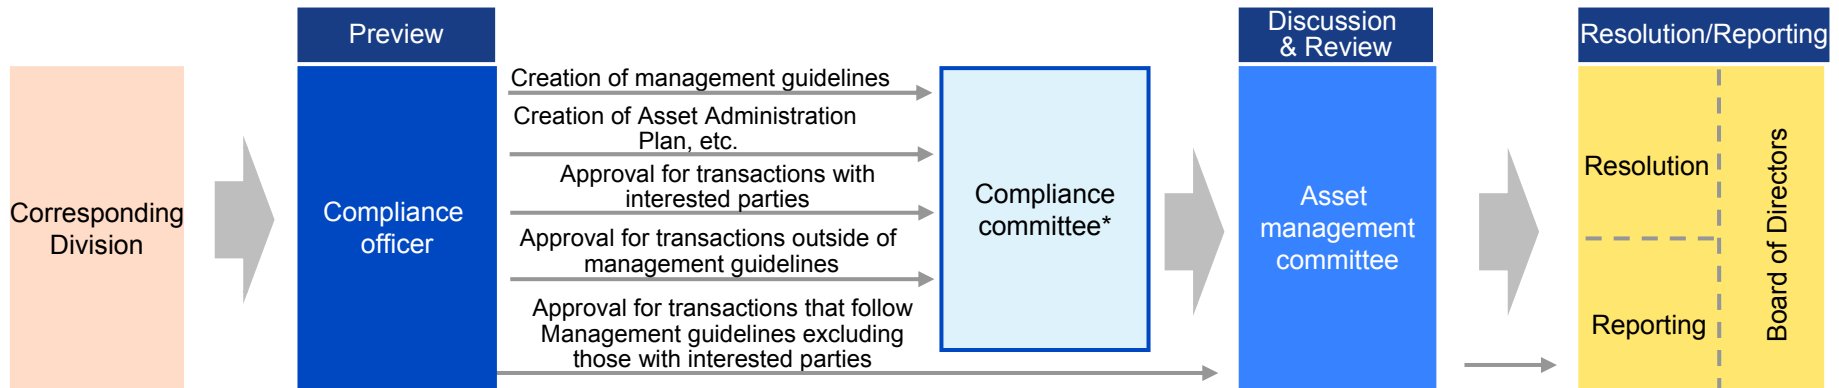 Preview
Discussion
& Review
Resolution/Reporting
Corresponding
Division
Compliance
officer
Creation of management guidelines
Creation of Asset Administration
Plan, etc.
Approval for transactions with
interested parties
Approval for transactions outside of
management guidelines
Approval for transactions that follow
Management guidelines excluding
those with interested parties
Compliance
committee*
Asset
management
committee
Resolution
Reporting
Board of Directors